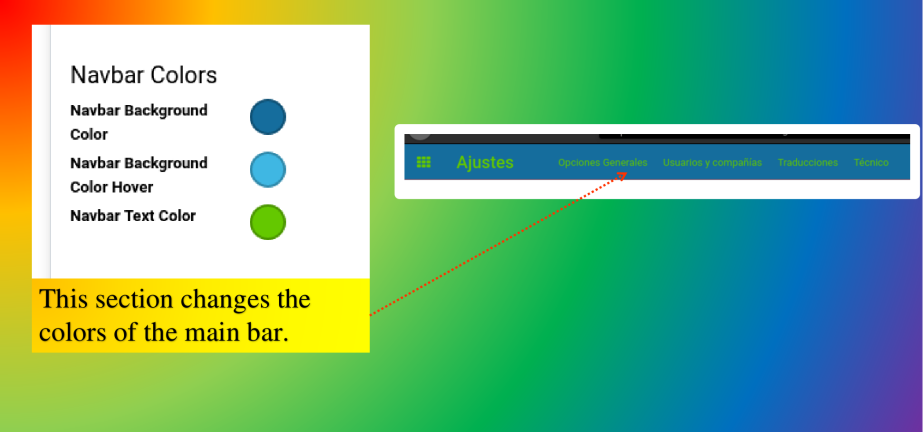 Navbar Colors
Navbar Background
Color
Navbar Background
Color Hover
Navbar Text Color
This section changes the
colors of the main bar.
Ajustes Opciones Generales Usuarios y compañías Traducciones Técnico